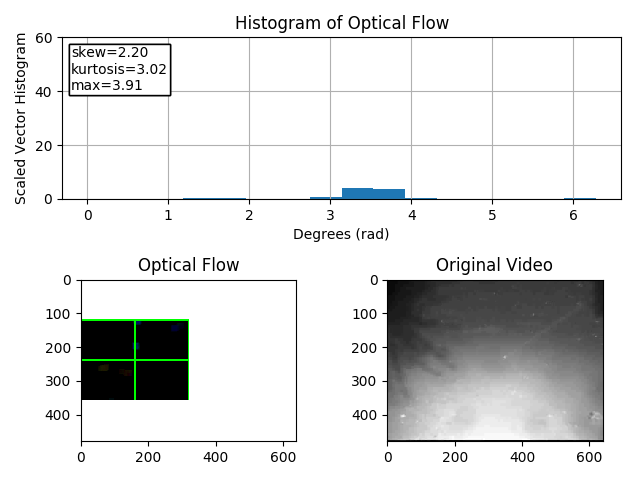 Histogram of Optical Flow
Scaled Vector Histogram
60
40
20
0
skew=2.20
kurtosis=3.02
max=3.91
0 1 2 3 4 5 6
Degrees (rad)
Optical Flow
0
100
200
300
400
0 200 400 600
Original Video
0
100
200
300
400
0 200 400 600